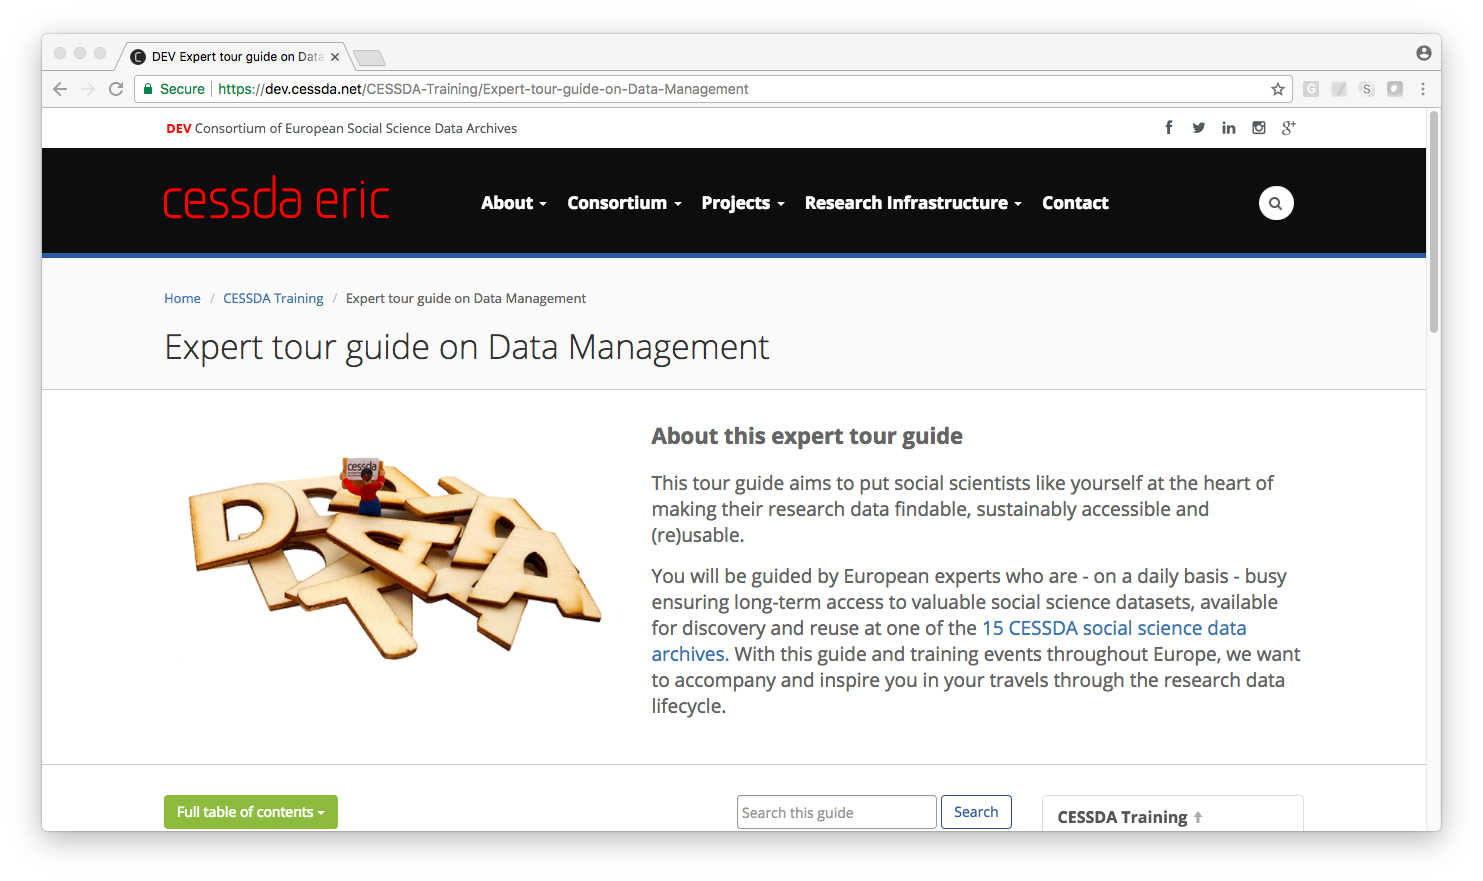 DEV Expert tour guide on Data
Secure https://dev.cessda.net/CESSDA-Training/Expert-tour-guide-on-Data-Management
DEV Consortium of European Social Science Data Archives
cessda eric
About Consortium Projects Research Infrastructure Contact
Home / CESSDA Training / Expert tour guide on Data Management
Expert tour guide on Data Management
cessda
D A T A
About this expert tour guide
This tour guide aims to put social scientists like yourself at the heart of
making their research data findable, sustainably accessible and
(re)usable.
You will be guided by European experts who are - on a daily basis - busy
ensuring long-term access to valuable social science datasets, available
for discovery and reuse at one of the 15 CESSDA social science data
archives. With this guide and training events throughout Europe, we want
to accompany and inspire you in your travels through the research data
lifecycle.
Full table of contents
Search this guide Search
CESSDA Training